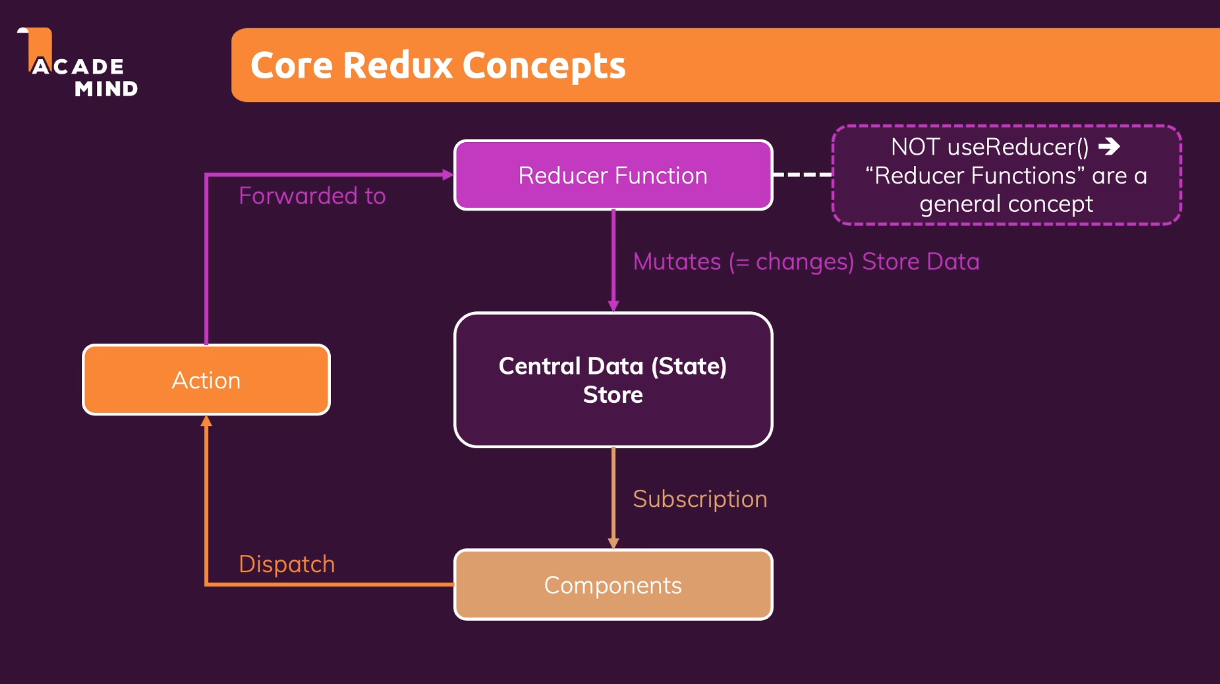 ACADE
MIND
Core Redux Concepts
Reducer Function
NOT useReducer() 🡲
“Reducer Functions” are a
general concept
Forwarded to
Mutates (= changes) Store Data
Action
Central Data (State)
Store
Subscription
Dispatch
Components